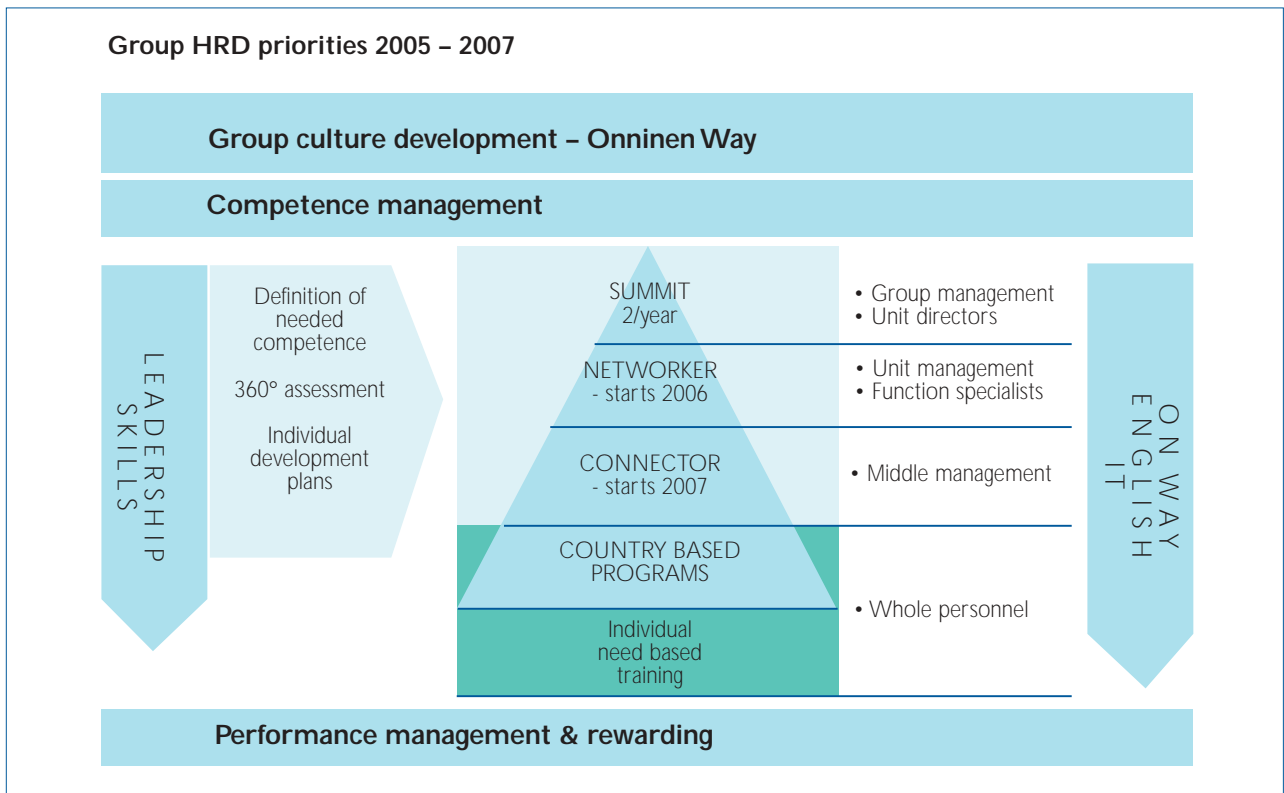 Group HRD priorities 2005 – 2007
Group culture development – Onninen Way
Competence management
LEADERSHIP
SKILLS
Definition of
needed
competence
360° assessment
Individual
development
plans
SUMMIT
2/year
• Group management
• Unit directors
NETWORKER
- starts 2006
• Unit management
• Function specialists
CONNECTOR
- starts 2007
• Middle management
COUNTRY BASED
PROGRAMS
Individual
need based
training
• Whole personnel
ON WAY
ENGLISH
IT
Performance management & rewarding